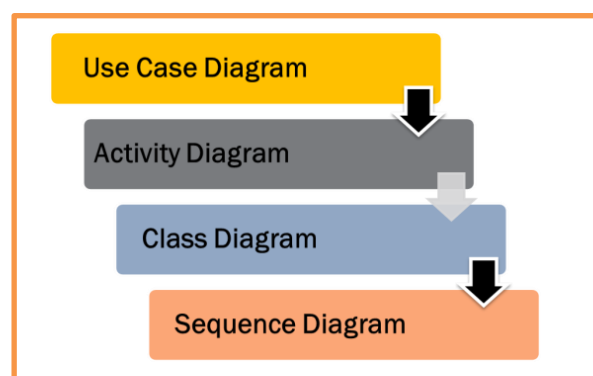 Use Case Diagram
Activity Diagram
Class Diagram
Sequence Diagram